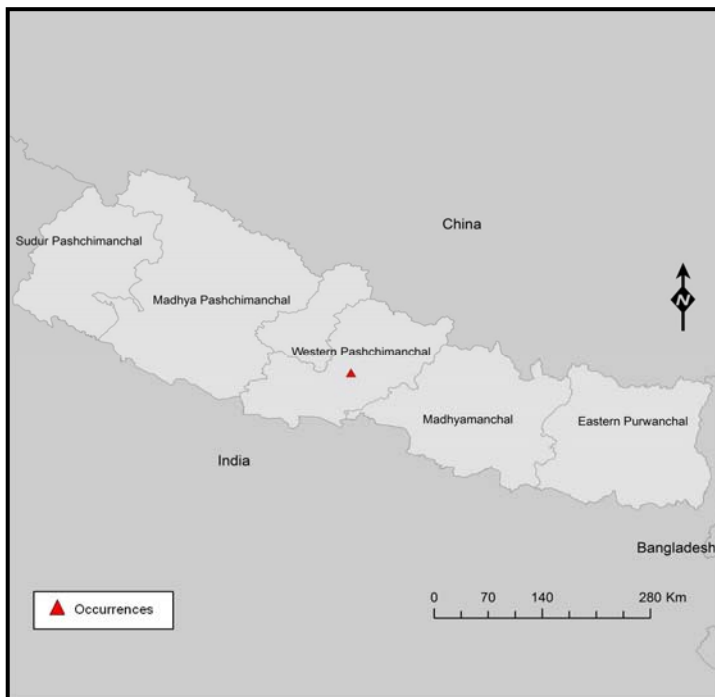 China
Sudur Pashchimanchal
Madhya Pashchimanchal
Western Pashchimanchal
Madhyamanchal
Eastern Purwanchal
India
Bangladesh
N
Occurrences
0 70 140 280 Km